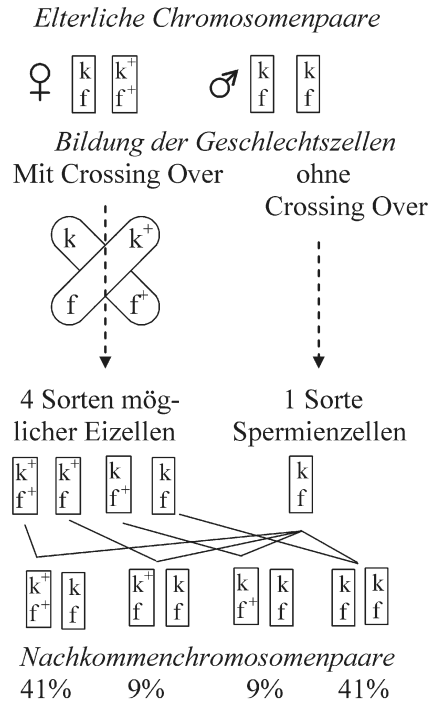 Elterliche Chromosomenpaare
♀ k k⁺ ♂ k k
f f⁺ f f
Bildung der Geschlechtszellen
Mit Crossing Over ohne
Crossing Over
k k⁺
f f⁺
4 Sorten mög- 1 Sorte
licher Eizellen Spermienzellen
k⁺ k⁺ k k k
f⁺ f f⁺ f f
k⁺ k k⁺ k k k k k
f⁺ f f f f⁺ f f f
Nachkommenchromosomenpaare
41% 9% 9% 41%